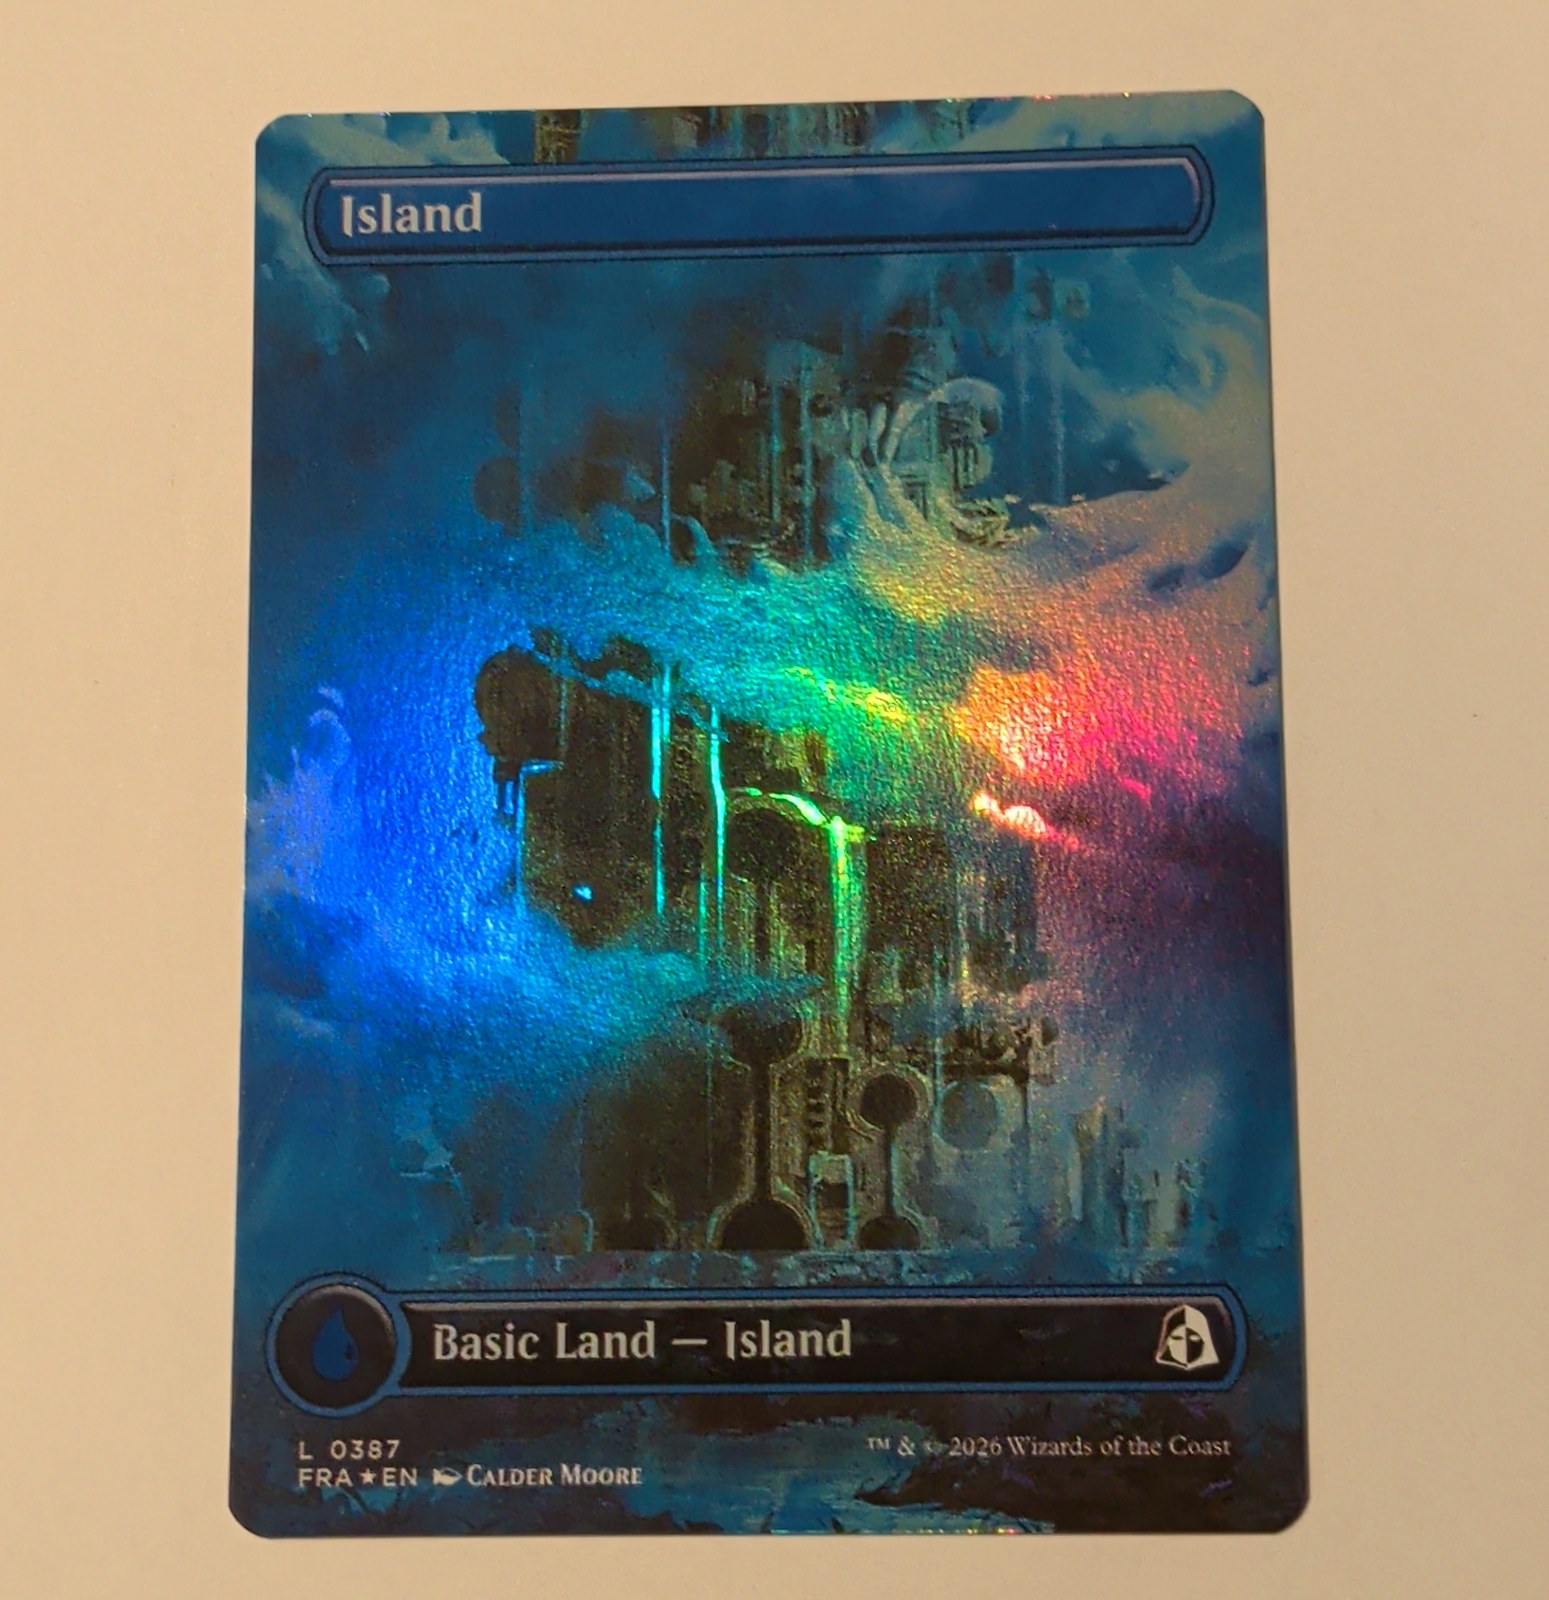 Island
Basic Land — Island
L 0387
FRA★EN CALDER MOORE
™ & © 2026 Wizards of the Coast